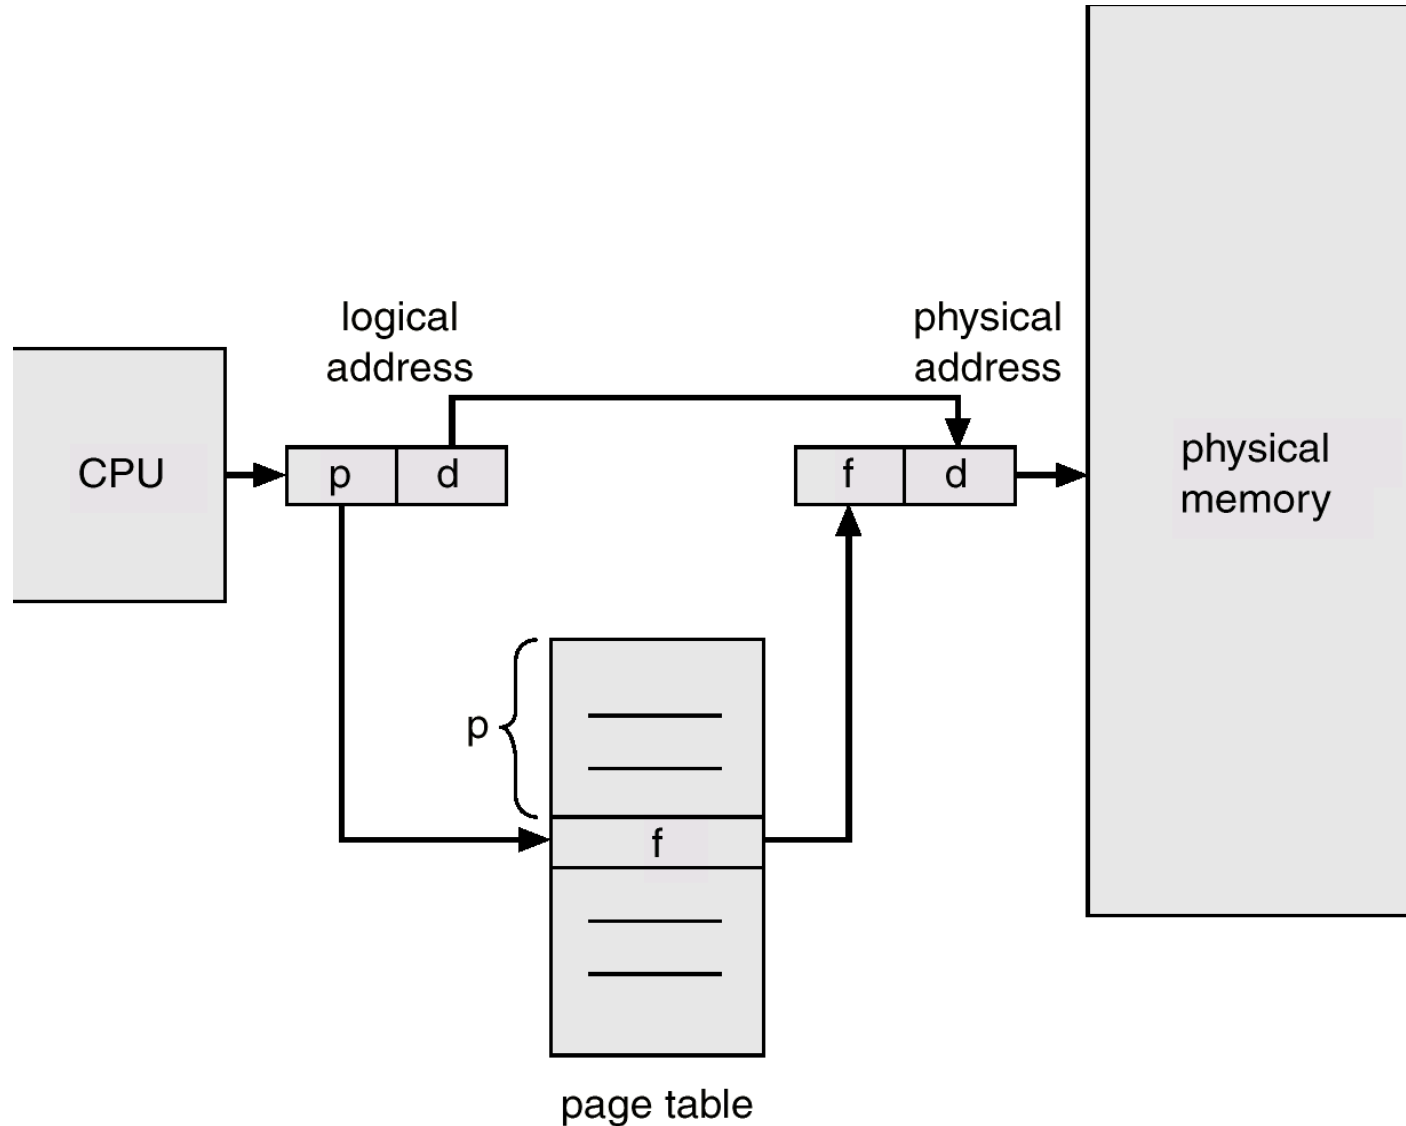 logical
address
physical
address
CPU
p
d
f
d
physical
memory
p
f
page table